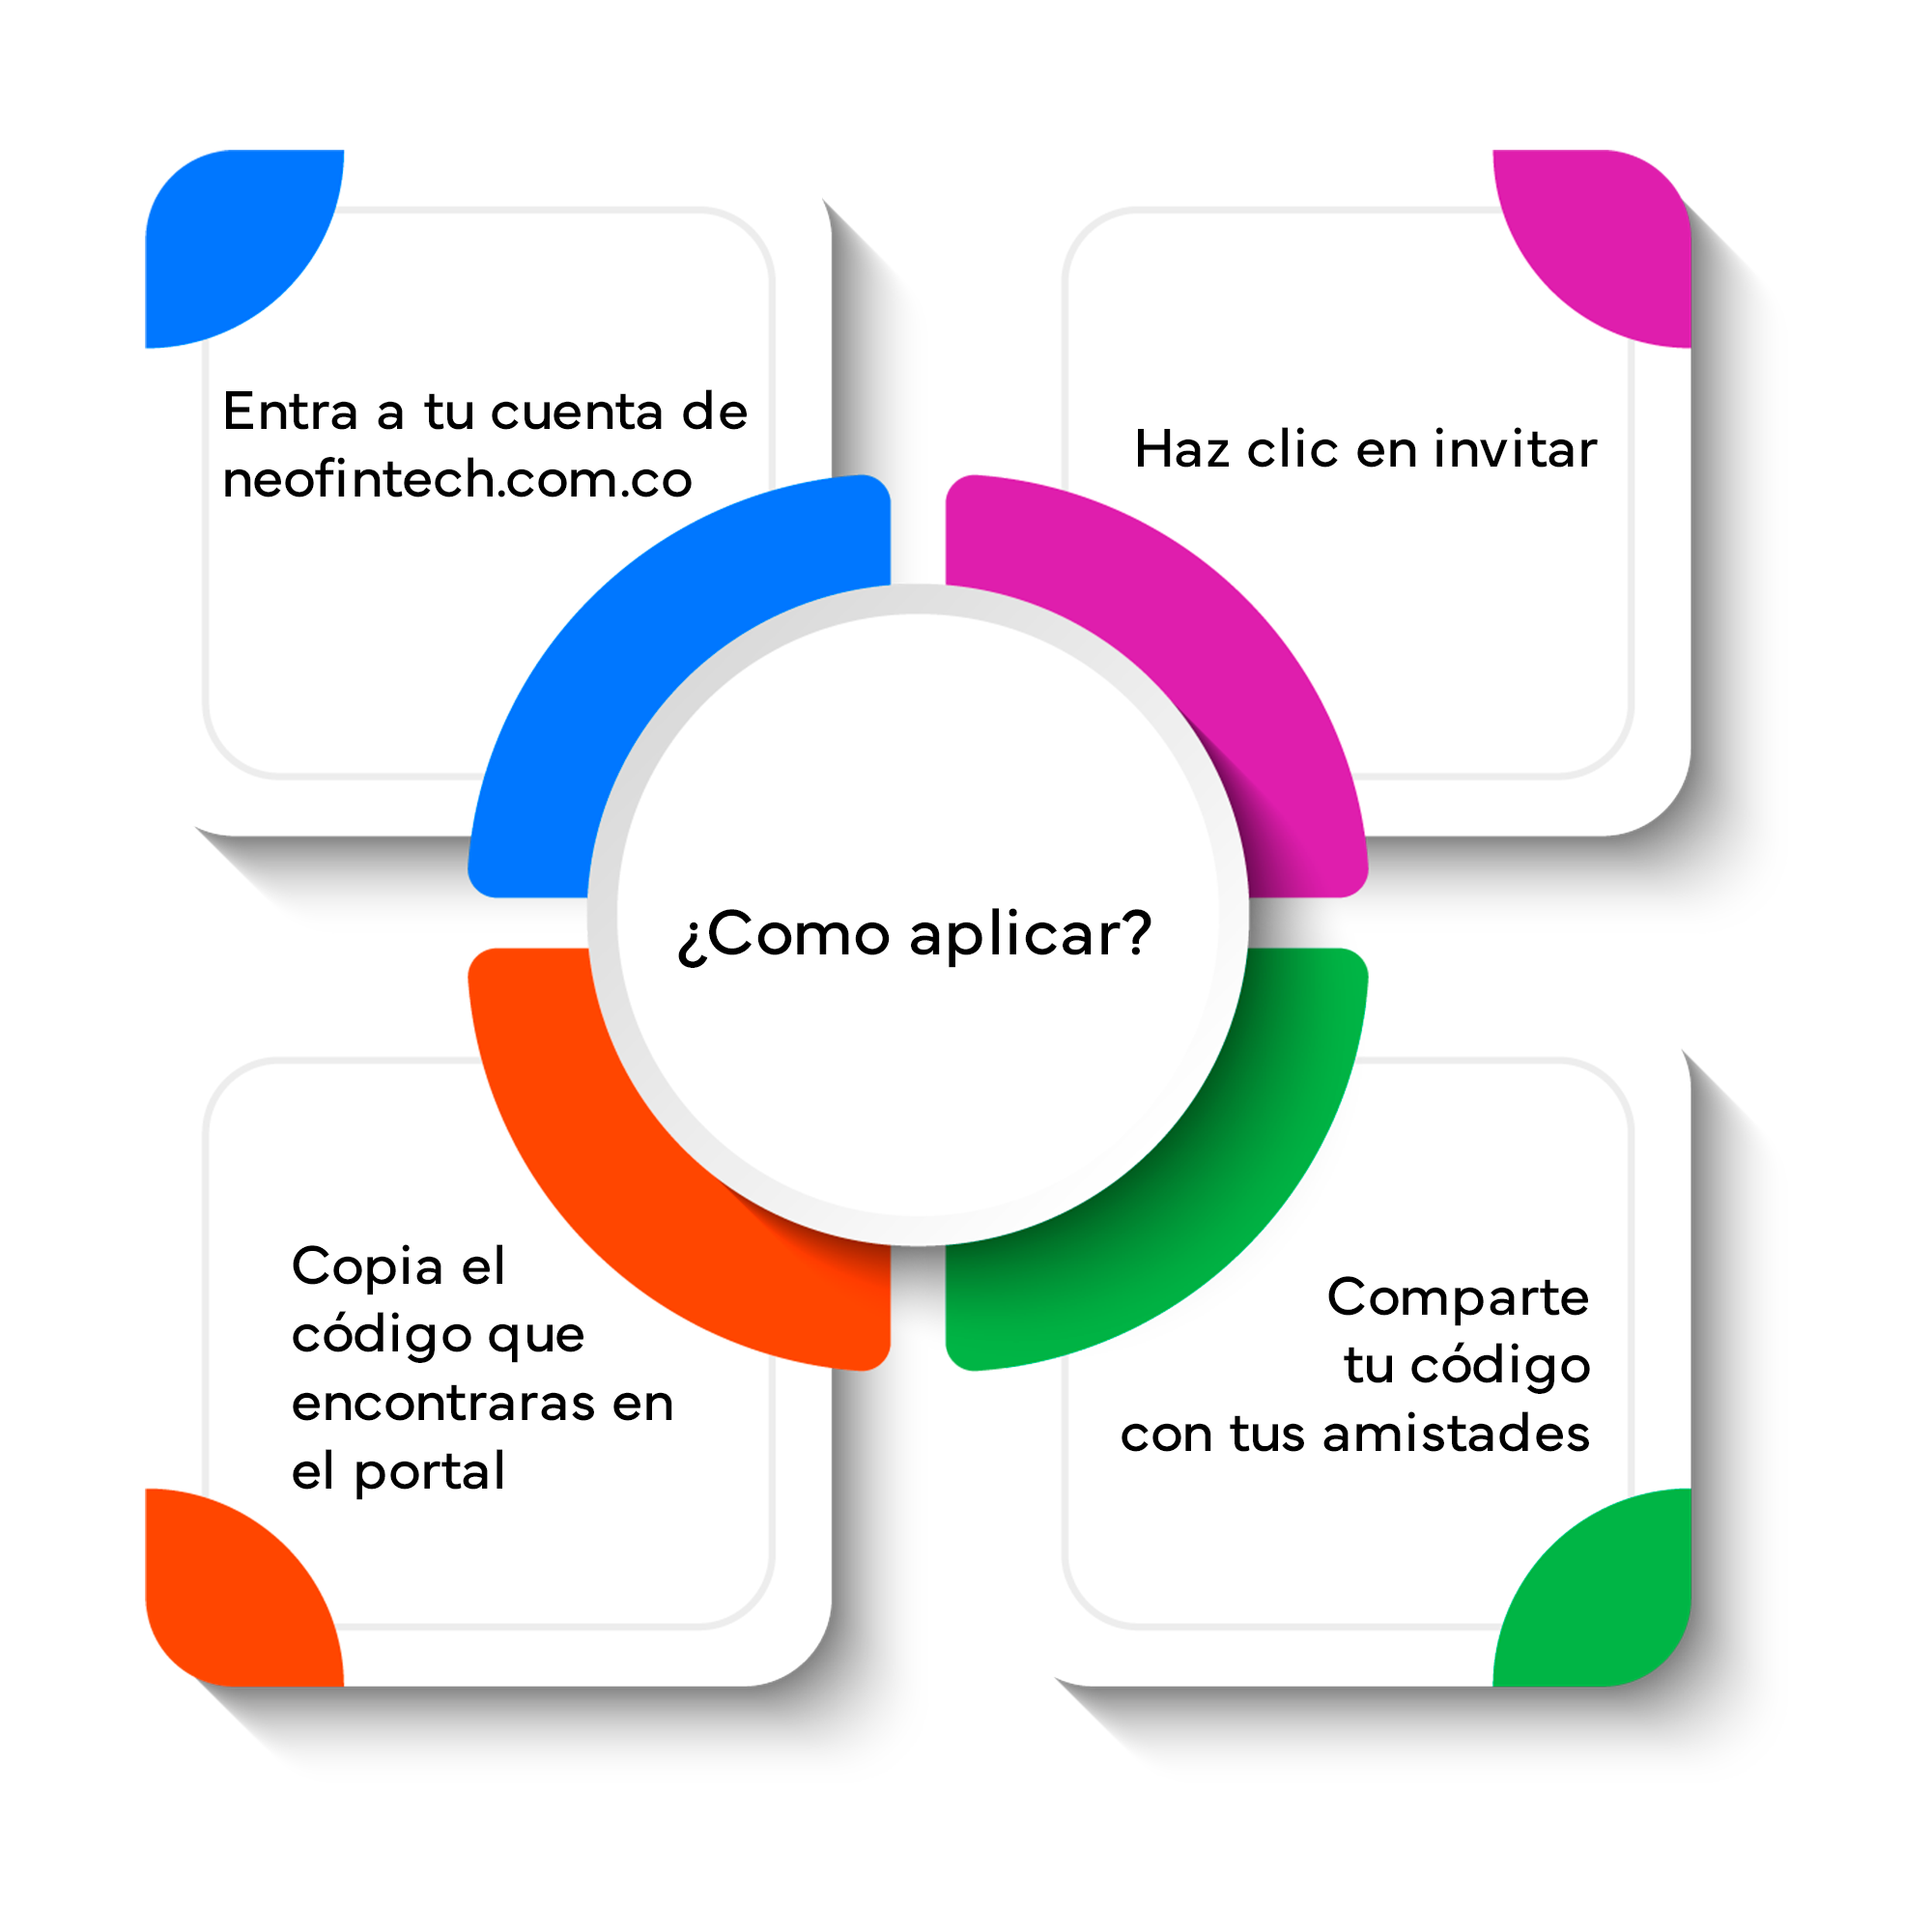 Entra a tu cuenta de
neofintech.com.co
Haz clic en invitar
¿Como aplicar?
Copia el
código que
encontraras en
el portal
Comparte
tu código
con tus amistades